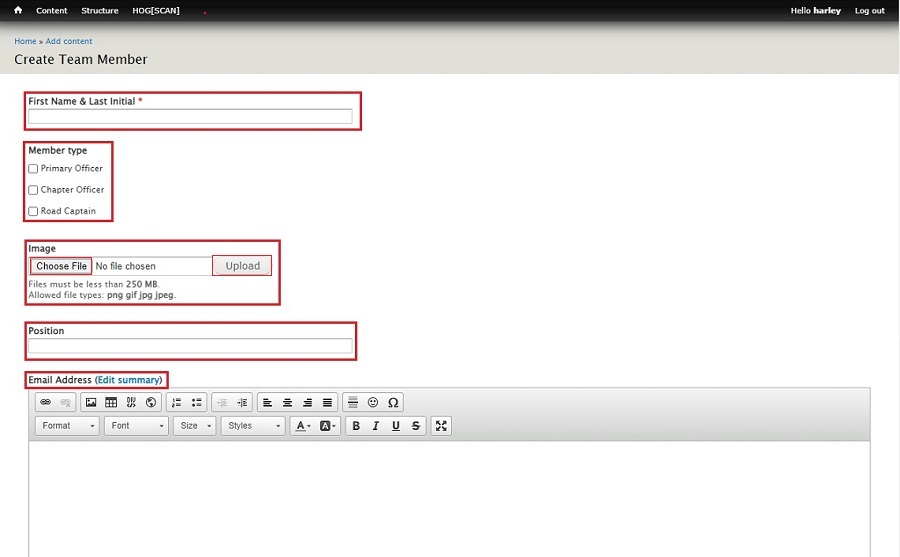 Content Structure HOG[SCAN] Hello harley Log out
Home » Add content
Create Team Member
First Name & Last Initial *
Member type
Primary Officer
Chapter Officer
Road Captain
Image
Choose File No file chosen Upload
Files must be less than 250 MB.
Allowed file types: png gif jpg jpeg.
Position
Email Address (Edit summary)
Format Font Size Styles A A B I U S